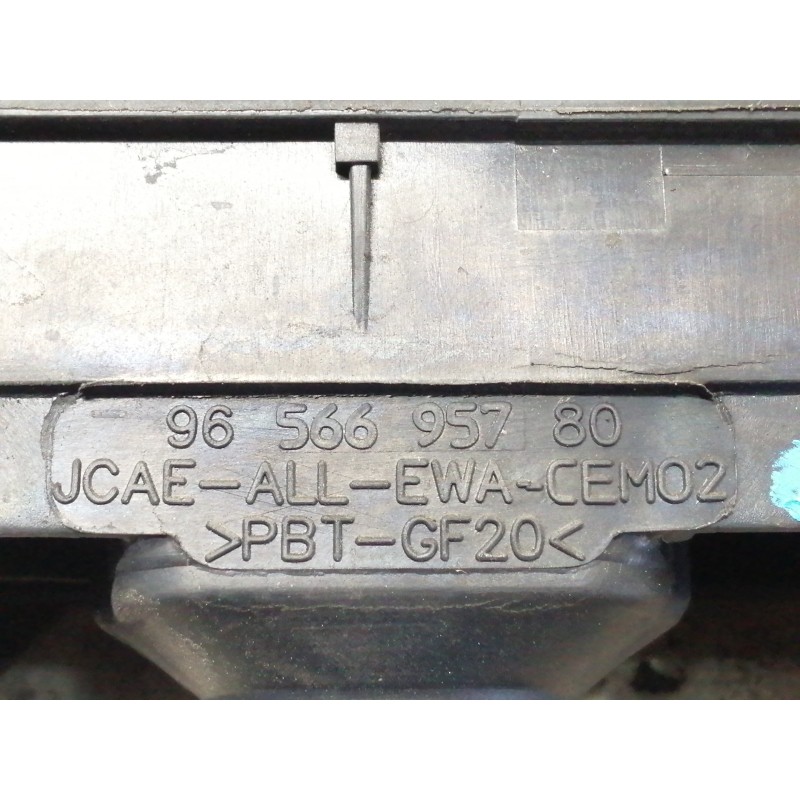 96 566 957 80
JCAE-ALL-EWA-CEM02
>PBT-GF20<